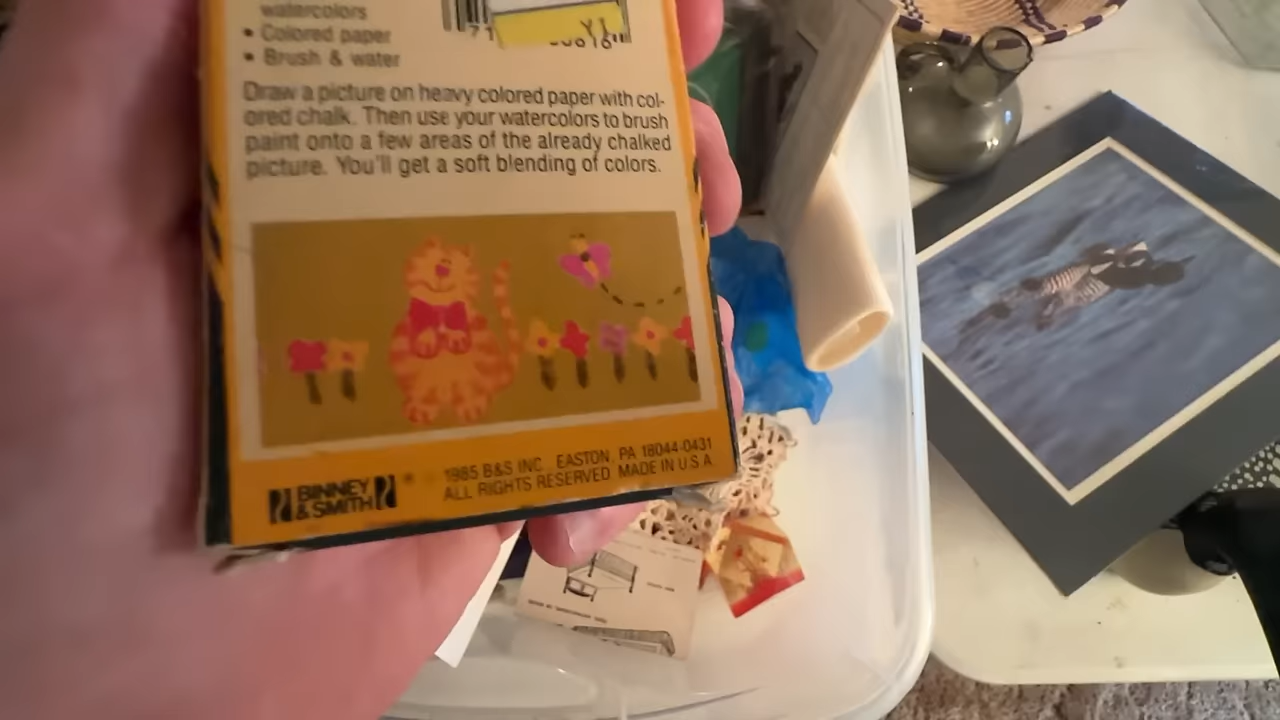 watercolors
• Colored paper
• Brush & water
Draw a picture on heavy colored paper with col-
ored chalk. Then use your watercolors to brush
paint onto a few areas of the already chalked
picture. You'll get a soft blending of colors.
BINNEY
& SMITH ®
1985 B&S INC. EASTON, PA 18044-0431
ALL RIGHTS RESERVED MADE IN U.S.A.